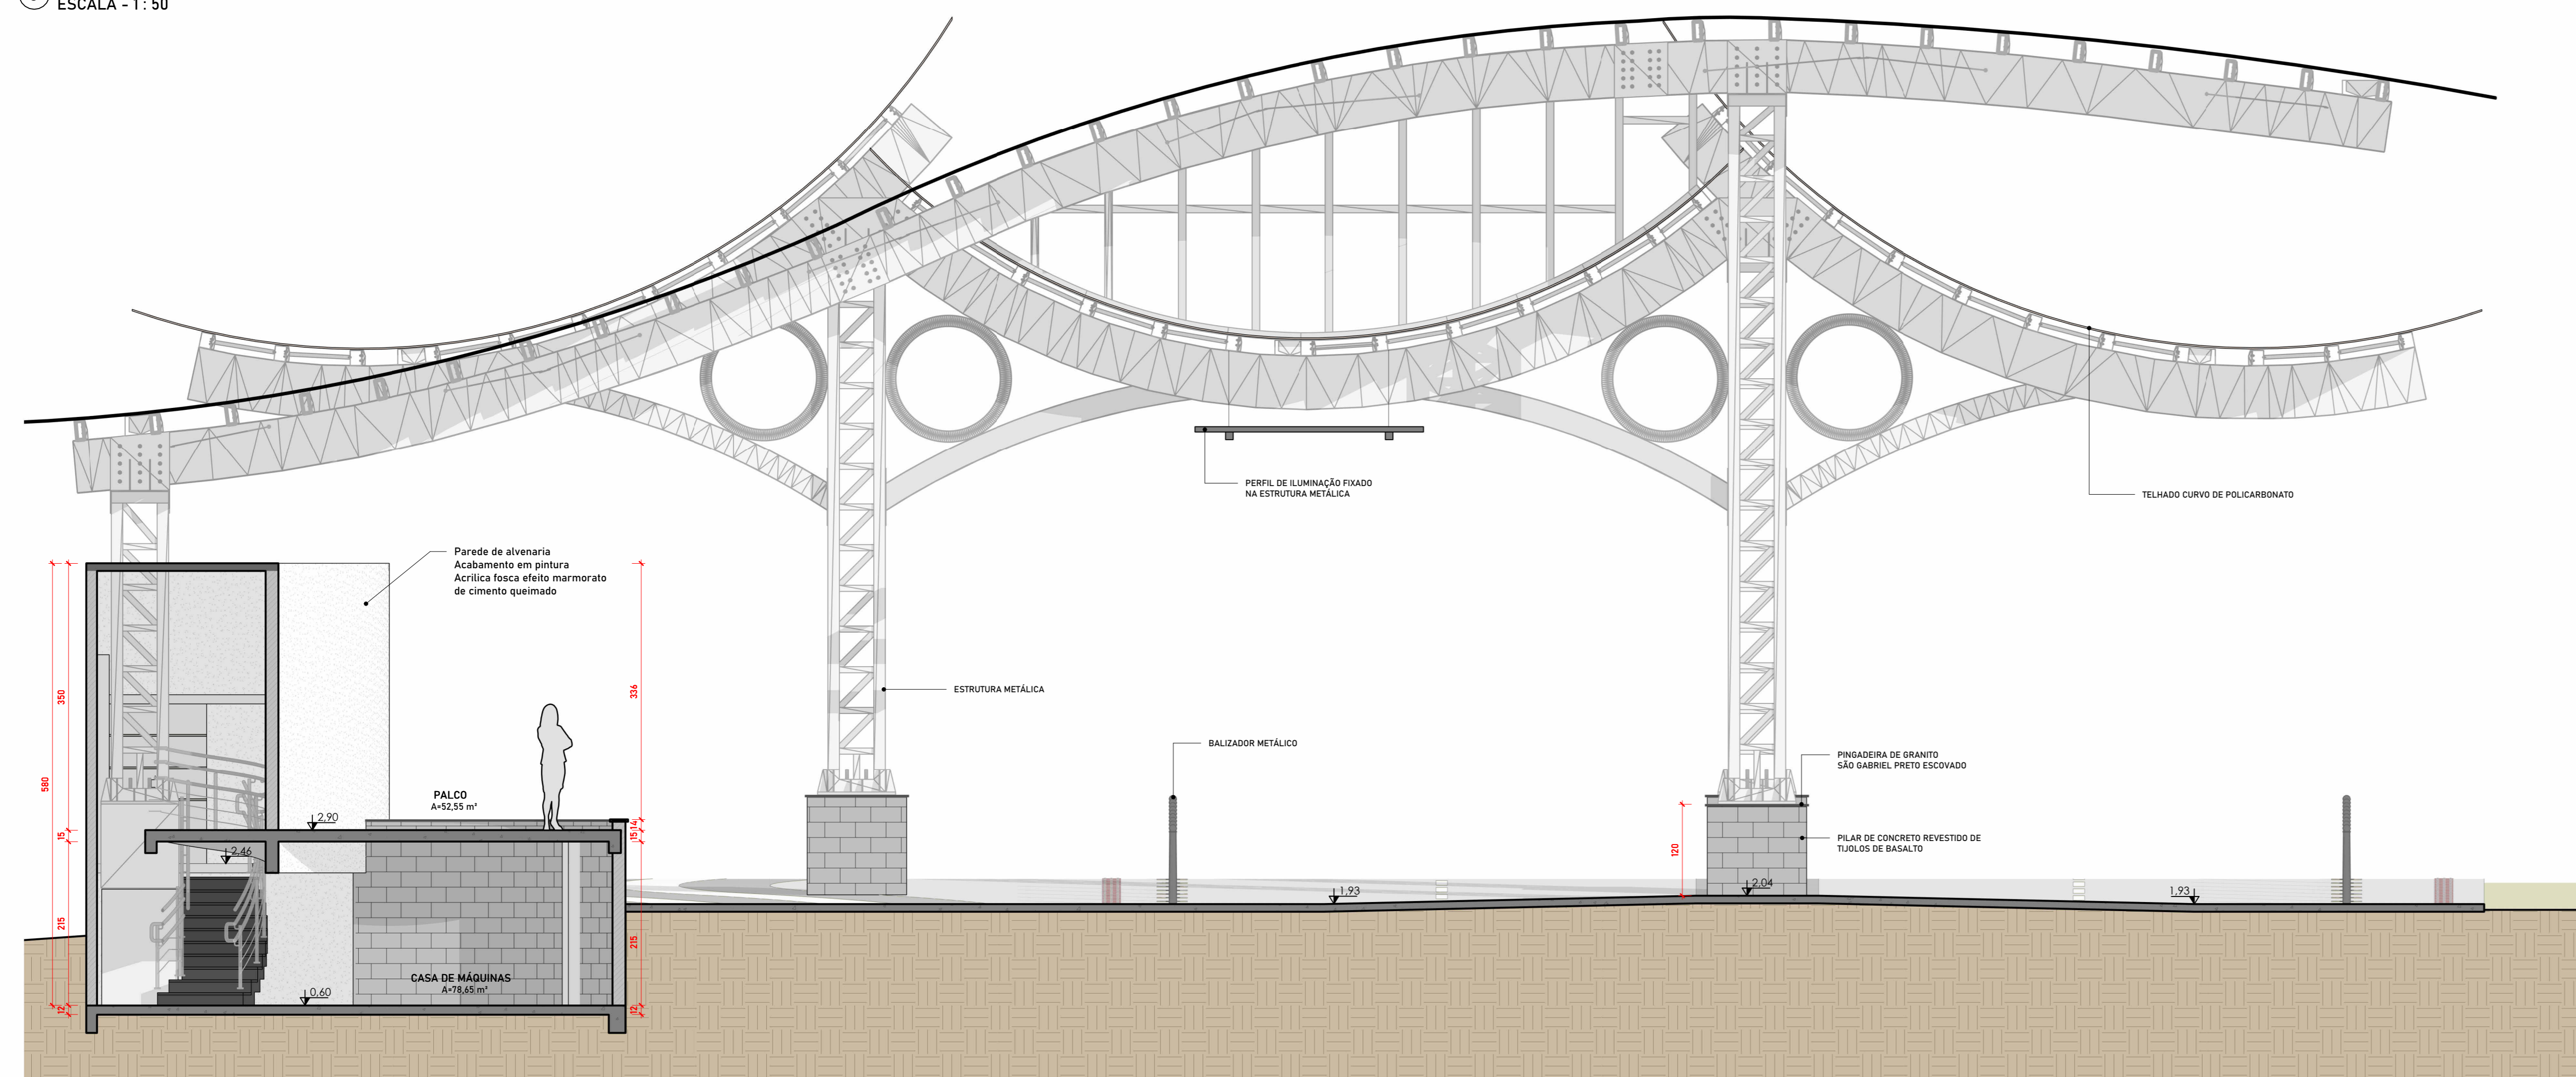 ESCALA - 1 : 50
PERFIL DE ILUMINAÇÃO FIXADO
NA ESTRUTURA METÁLICA
TELHADO CURVO DE POLICARBONATO
Parede de alvenaria
Acabamento em pintura
Acrílica fosca efeito marmorato
de cimento queimado
ESTRUTURA METÁLICA
BALIZADOR METÁLICO
PINGADEIRA DE GRANITO
SÃO GABRIEL PRETO ESCOVADO
PILAR DE CONCRETO REVESTIDO DE
TIJOLOS DE BASALTO
PALCO
A=52,55 m²
CASA DE MÁQUINAS
A=78,65 m²
2,90
2,46
0,60
1,93
2,04
1,93
580
350
15
215
12
336
14
15
215
12
120